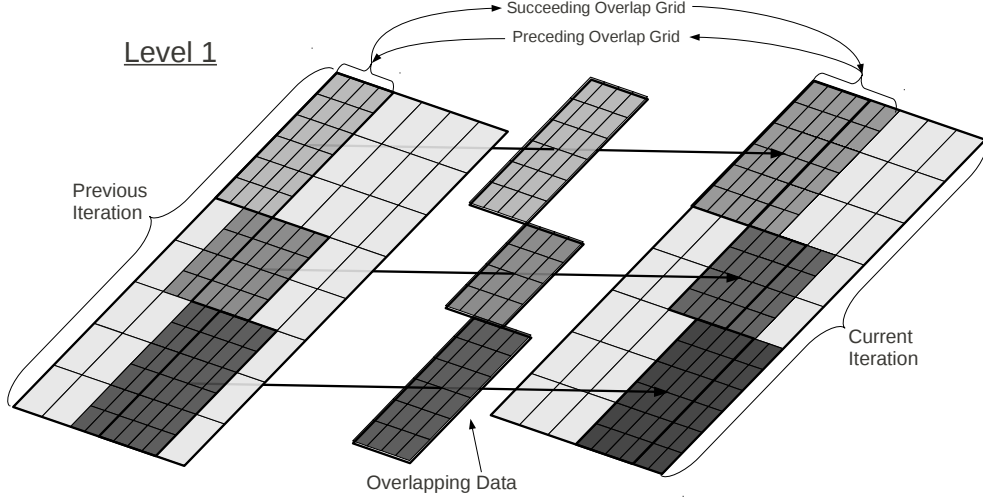 Succeeding Overlap Grid
Preceding Overlap Grid
Level 1
Previous
Iteration
Current
Iteration
Overlapping Data